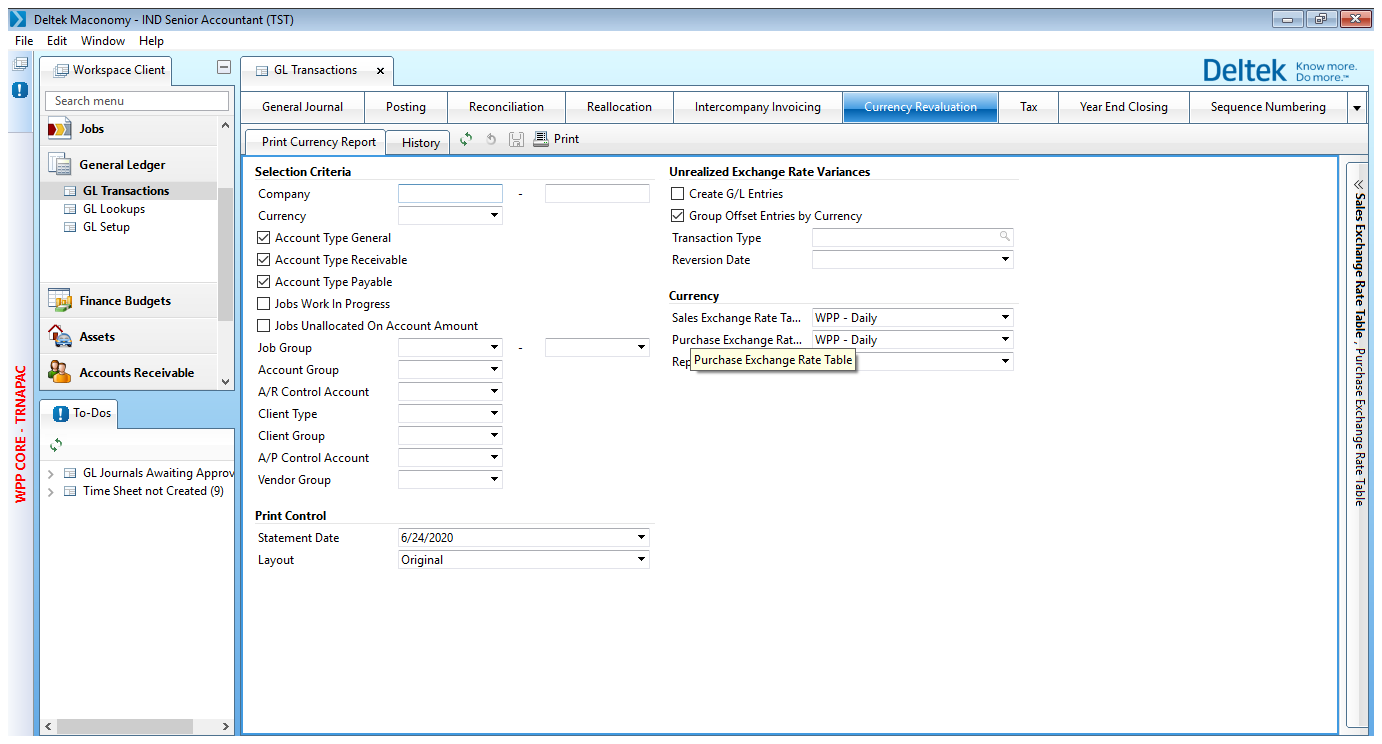 Deltek Maconomy - IND Senior Accountant (TST)
File Edit Window Help
Workspace Client
GL Transactions
Deltek Know more. Do more.™
Search menu
General Journal Posting Reconciliation Reallocation Intercompany Invoicing Currency Revaluation Tax Year End Closing Sequence Numbering
Jobs
General Ledger
GL Transactions
GL Lookups
GL Setup
Finance Budgets
Assets
Accounts Receivable
To-Dos
GL Journals Awaiting Approv
Time Sheet not Created (9)
WPP CORE - TRNAPAC
Print Currency Report History Print
Selection Criteria
Company -
Currency
Account Type General
Account Type Receivable
Account Type Payable
Jobs Work In Progress
Jobs Unallocated On Account Amount
Job Group -
Account Group
A/R Control Account
Client Type
Client Group
A/P Control Account
Vendor Group
Print Control
Statement Date 6/24/2020
Layout Original
Unrealized Exchange Rate Variances
Create G/L Entries
Group Offset Entries by Currency
Transaction Type
Reversion Date
Currency
Sales Exchange Rate Ta... WPP - Daily
Purchase Exchange Rat... WPP - Daily
Rep
Purchase Exchange Rate Table
Sales Exchange Rate Table , Purchase Exchange Rate Table